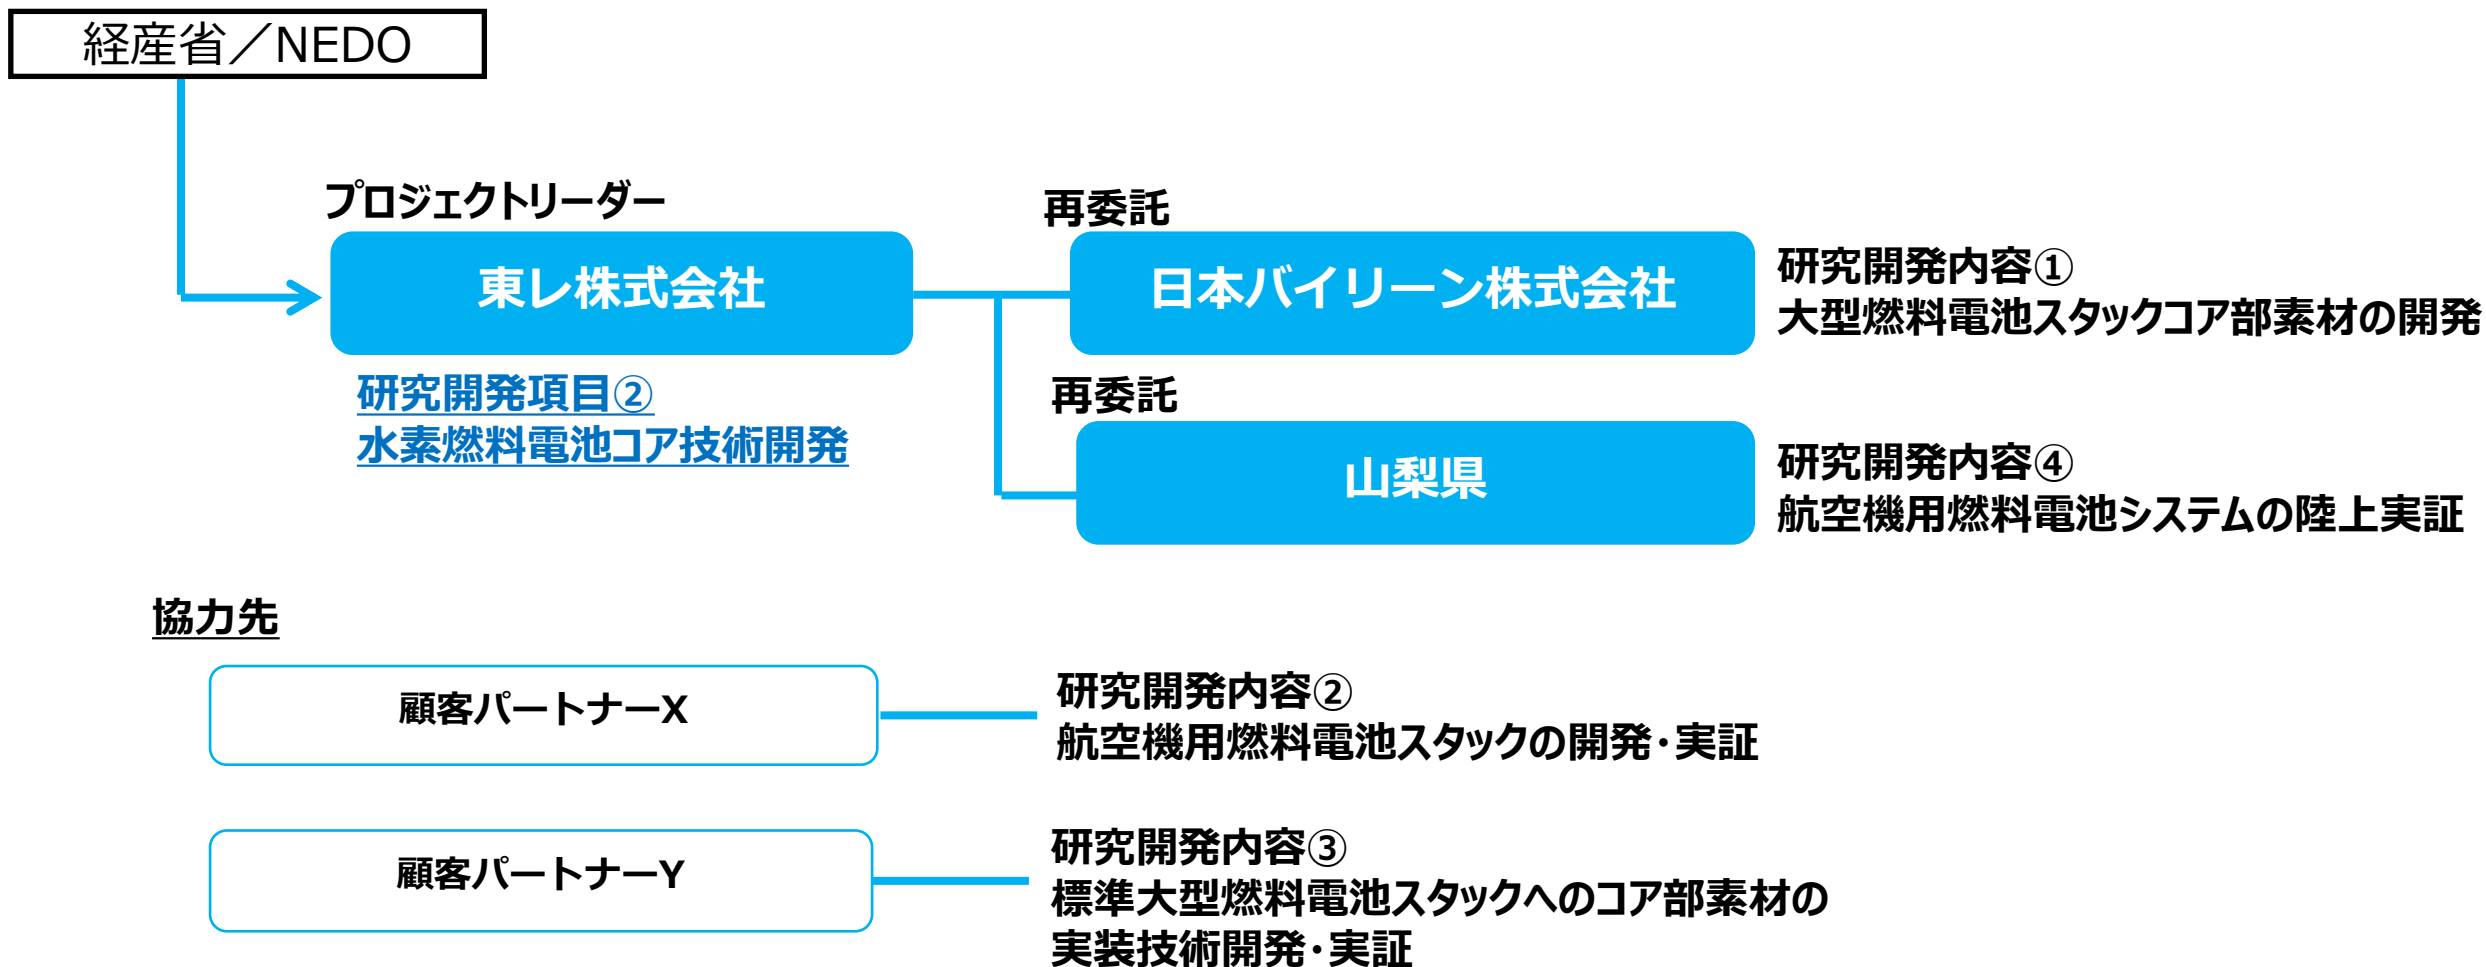 経産省／NEDO
プロジェクトリーダー
東レ株式会社
研究開発項目②
水素燃料電池コア技術開発
再委託
日本バイリーン株式会社
研究開発内容①
大型燃料電池スタックコア部素材の開発
再委託
山梨県
研究開発内容④
航空機用燃料電池システムの陸上実証
協力先
顧客パートナーX
研究開発内容②
航空機用燃料電池スタックの開発・実証
顧客パートナーY
研究開発内容③
標準大型燃料電池スタックへのコア部素材の
実装技術開発・実証